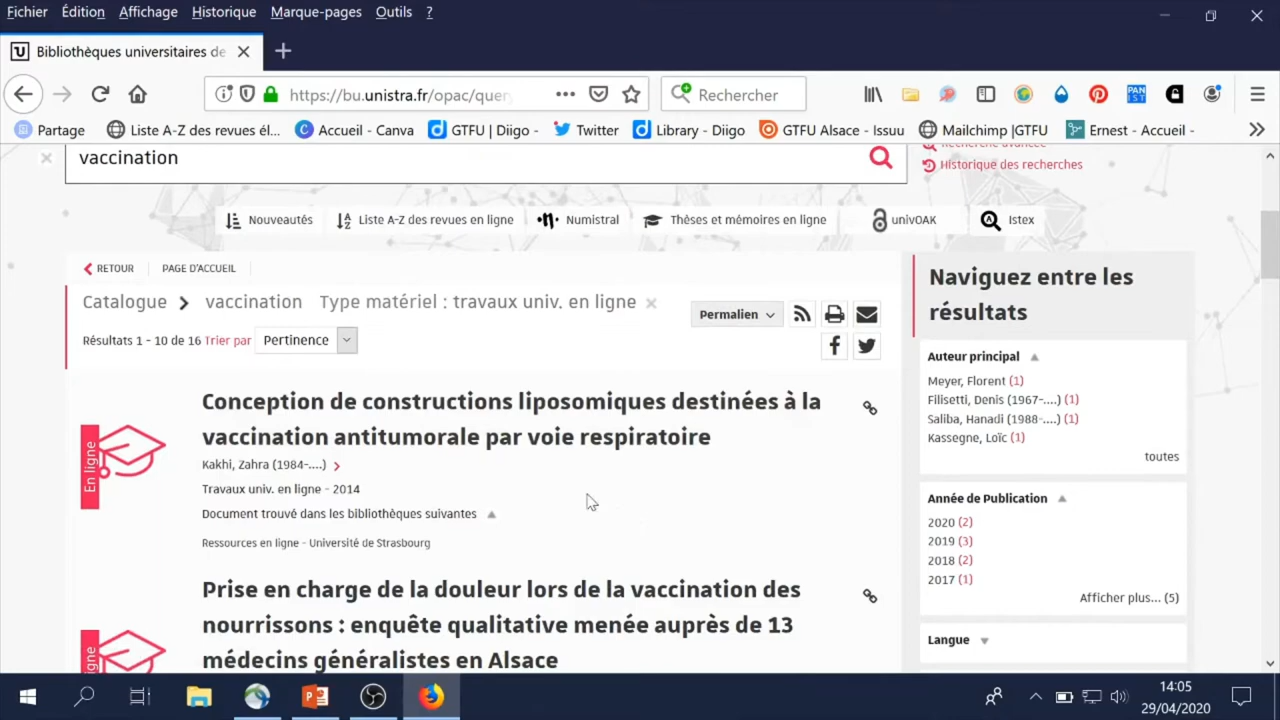 Fichier Édition Affichage Historique Marque-pages Outils ?
Bibliothèques universitaires de
https://bu.unistra.fr/opac/query
Rechercher
PAN IST
Partage Liste A-Z des revues él... Accueil - Canva GTFU | Diigo - Twitter Library - Diigo GTFU Alsace - Issuu Mailchimp |GTFU Ernest - Accueil -
vaccination
Recherche avancée
Historique des recherches
Nouveautés Liste A-Z des revues en ligne Numistral Thèses et mémoires en ligne univOAK Istex
RETOUR PAGE D'ACCUEIL
Catalogue vaccination Type matériel : travaux univ. en ligne
Permalien
Résultats 1 - 10 de 16 Trier par Pertinence
Conception de constructions liposomiques destinées à la
vaccination antitumorale par voie respiratoire
En ligne
Kakhi, Zahra (1984-....)
Travaux univ. en ligne - 2014
Document trouvé dans les bibliothèques suivantes
Ressources en ligne - Université de Strasbourg
Prise en charge de la douleur lors de la vaccination des
nourrissons : enquête qualitative menée auprès de 13
médecins généralistes en Alsace
Naviguez entre les
résultats
Auteur principal
Meyer, Florent (1)
Filisetti, Denis (1967-....) (1)
Saliba, Hanadi (1988-....) (1)
Kassegne, Loïc (1)
toutes
Année de Publication
2020 (2)
2019 (3)
2018 (2)
2017 (1)
Afficher plus... (5)
Langue
14:05
29/04/2020